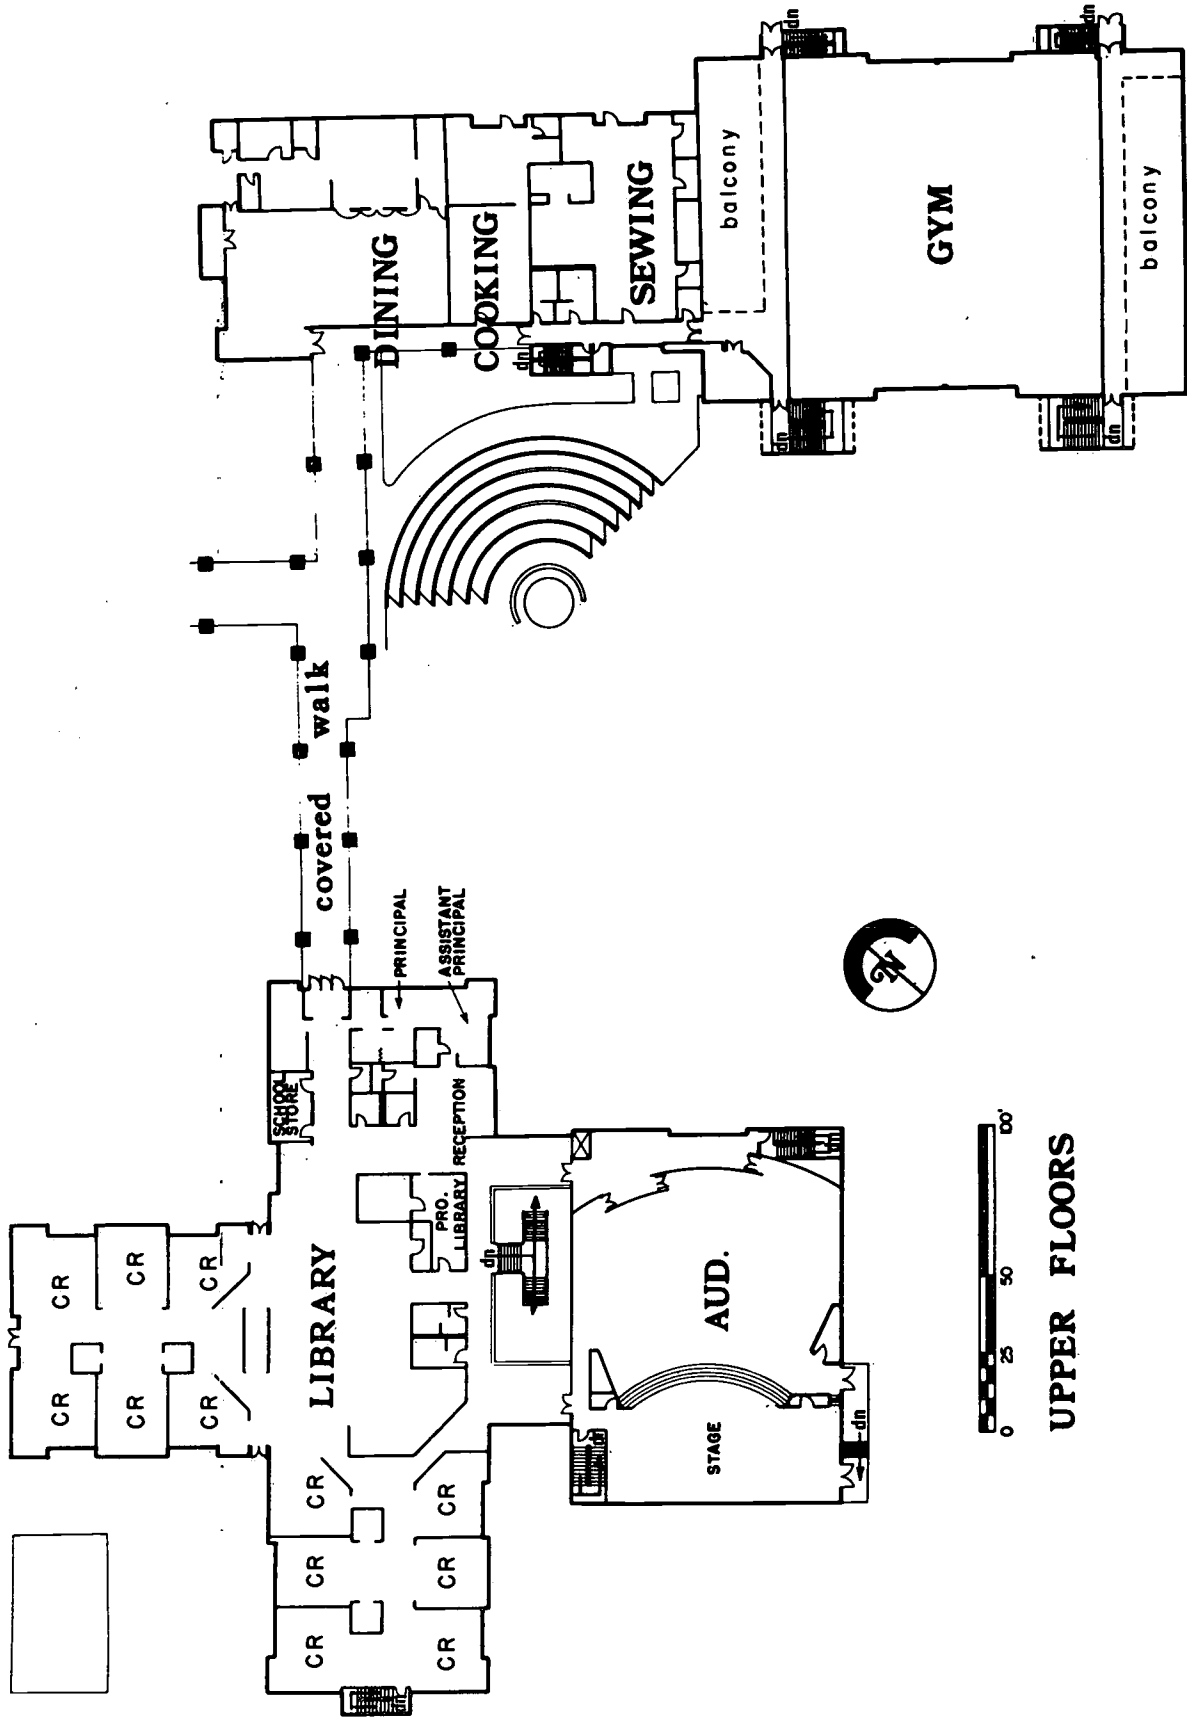 CR
CR
CR
CR
CR
CR
CR
CR
CR
CR
CR
CR
dn
LIBRARY
SCHOOL
STORE
PRO.
LIBRARY
RECEPTION
PRINCIPAL
ASSISTANT
PRINCIPAL
dn
dn
STAGE
AUD.
dn
covered walk
DINING
COOKING
SEWING
dn
balcony
GYM
balcony
dn
dn
dn
dn
N
0 25 50 100'
UPPER FLOORS